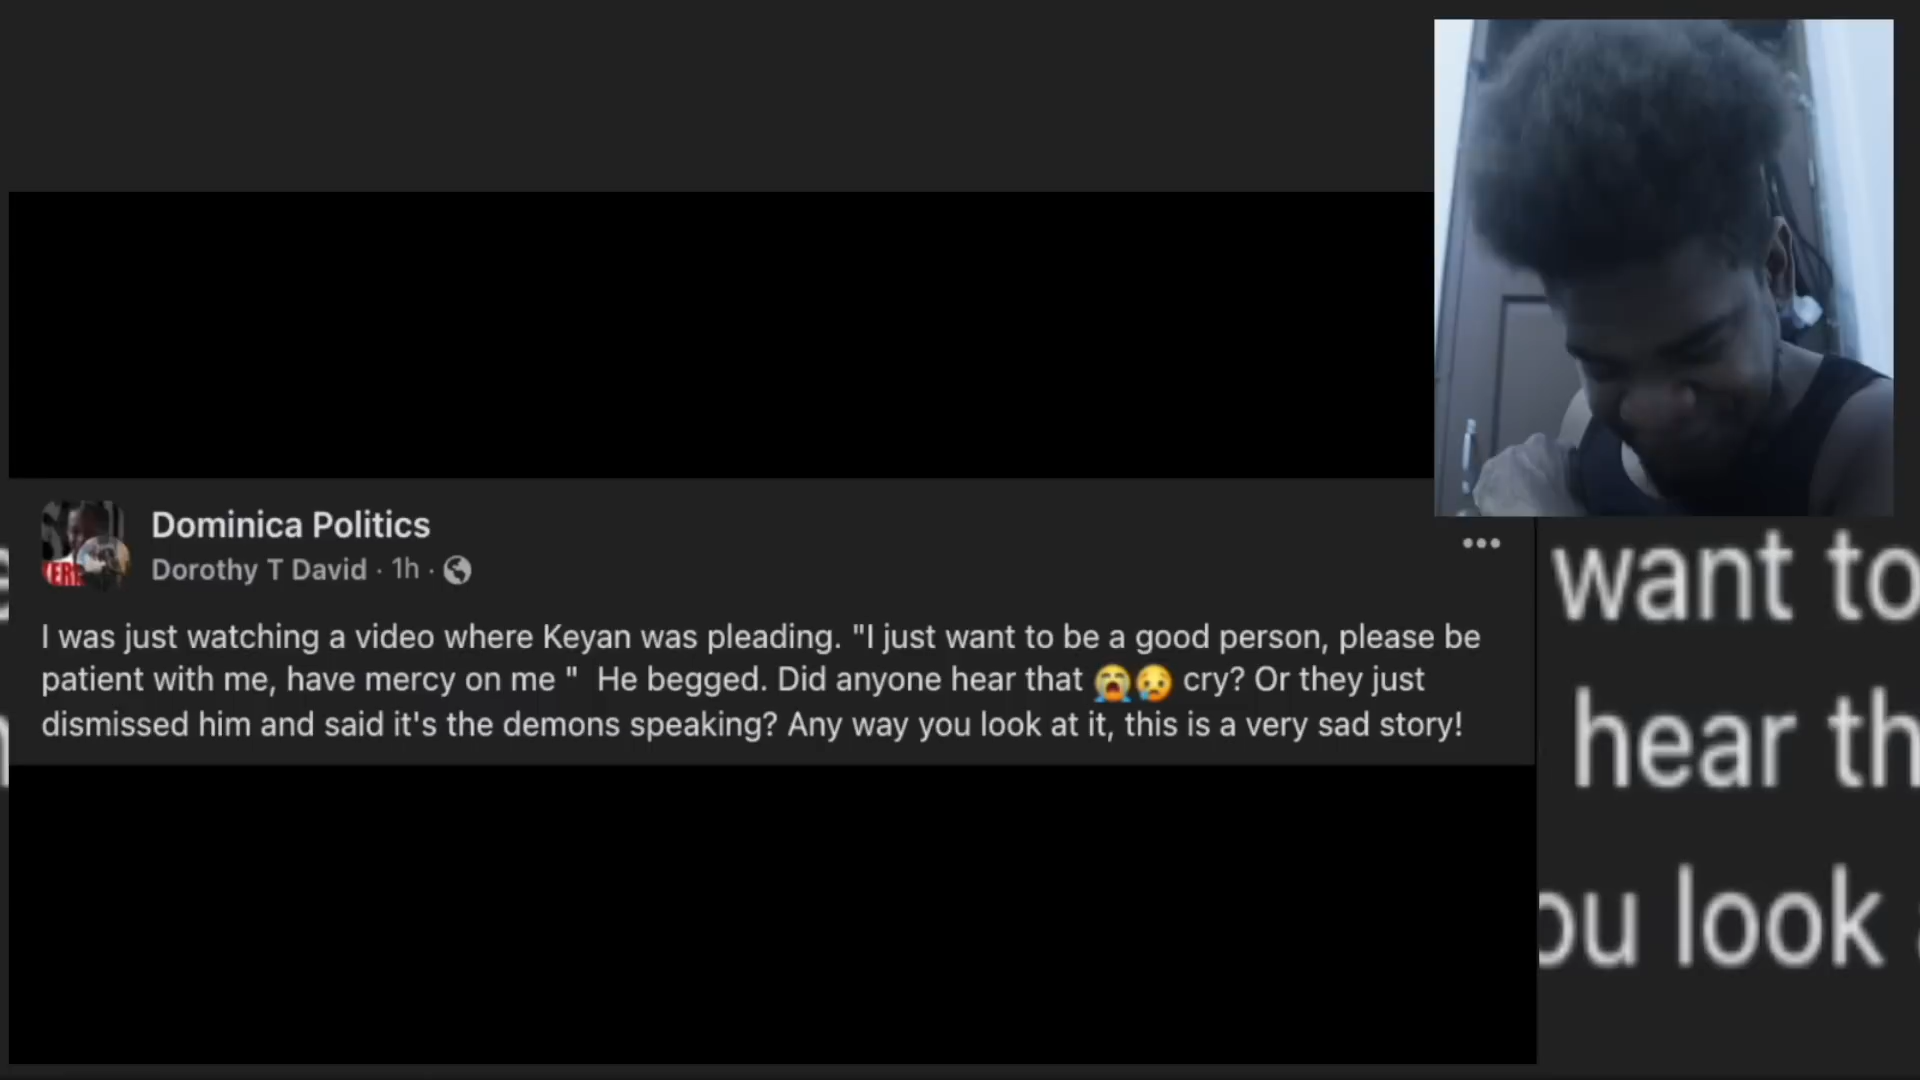 Dominica Politics
Dorothy T David · 1h ·
I was just watching a video where Keyan was pleading. "I just want to be a good person, please be
patient with me, have mercy on me "  He begged. Did anyone hear that 😭😢 cry? Or they just
dismissed him and said it's the demons speaking? Any way you look at it, this is a very sad story!
want to
hear th
ou look